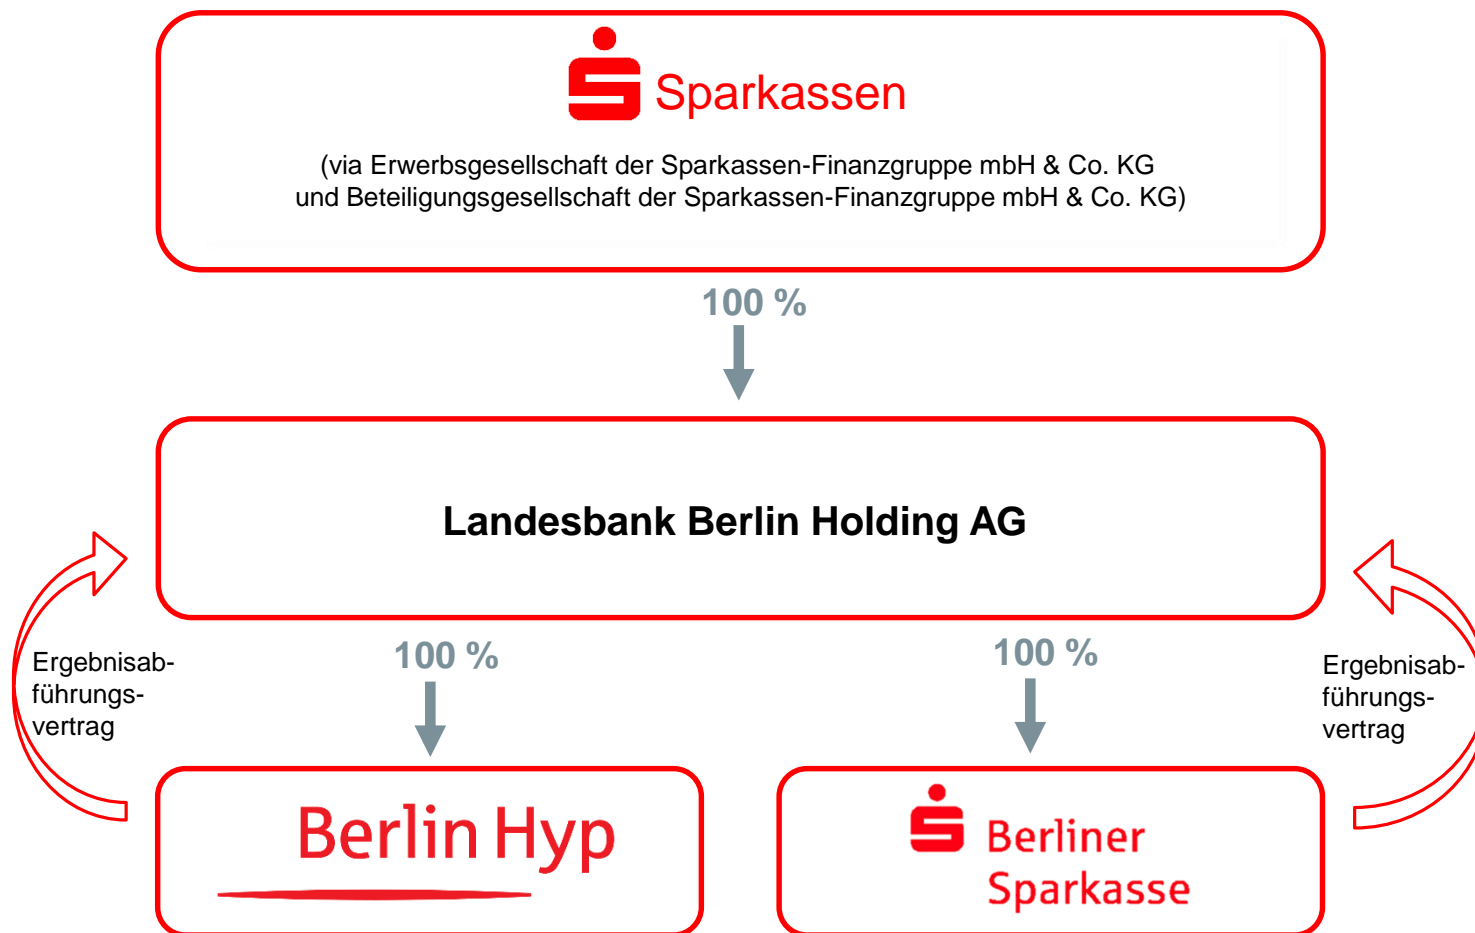 Sparkassen
(via Erwerbsgesellschaft der Sparkassen-Finanzgruppe mbH & Co. KG
und Beteiligungsgesellschaft der Sparkassen-Finanzgruppe mbH & Co. KG)
100 %
Landesbank Berlin Holding AG
Ergebnisab-
führungs-
vertrag
100 %
100 %
Ergebnisab-
führungs-
vertrag
Berlin Hyp
Berliner
Sparkasse